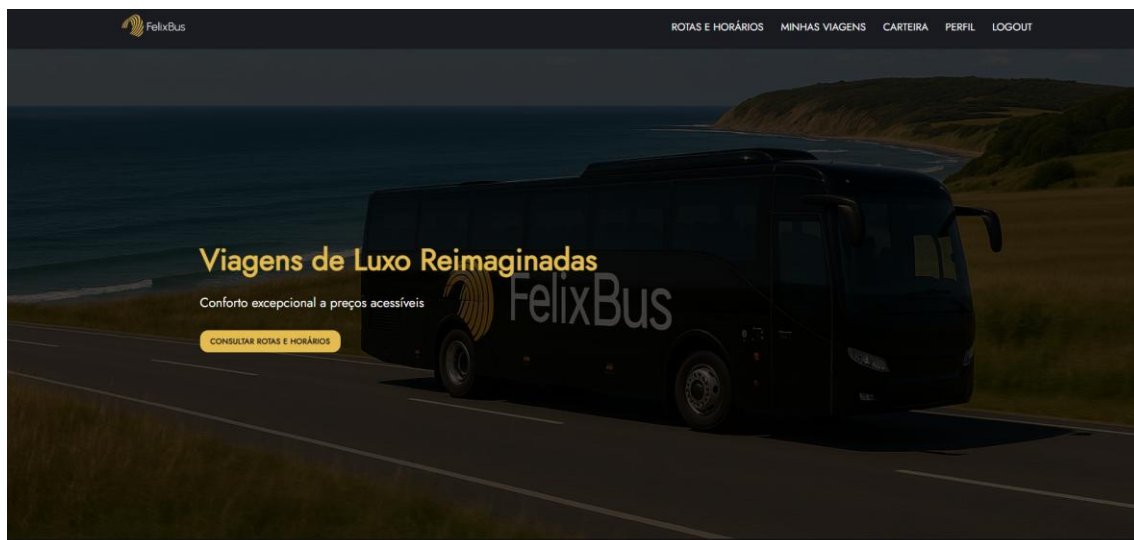 FelixBus
ROTAS E HORÁRIOS MINHAS VIAGENS CARTEIRA PERFIL LOGOUT
Viagens de Luxo Reimaginadas
Conforto excepcional a preços acessíveis
FelixBus
CONSULTAR ROTAS E HORÁRIOS